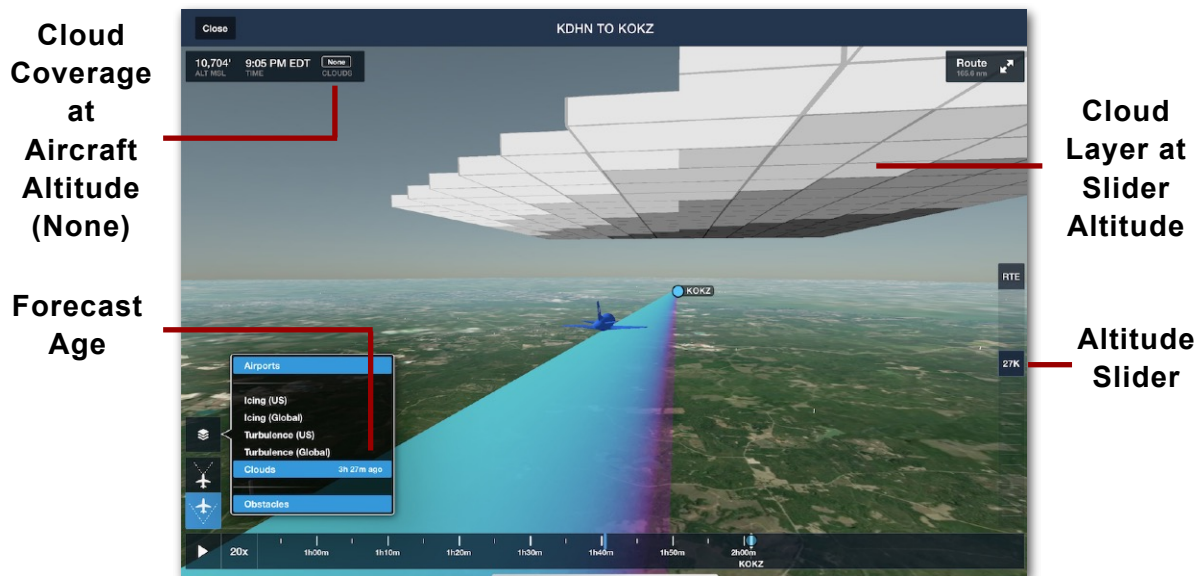 Cloud
Coverage
at
Aircraft
Altitude
(None)
Forecast
Age
Close
KDHN TO KOKZ
10,704' 9:05 PM EDT None
ALT MSL TIME CLOUDS
Route
165.6 nm
KOKZ
RTE
27K
Airports
Icing (US)
Icing (Global)
Turbulence (US)
Turbulence (Global)
Clouds 3h 27m ago
Obstacles
20x 1h00m 1h10m 1h20m 1h30m 1h40m 1h50m 2h00m
KOKZ
Cloud
Layer at
Slider
Altitude
Altitude
Slider